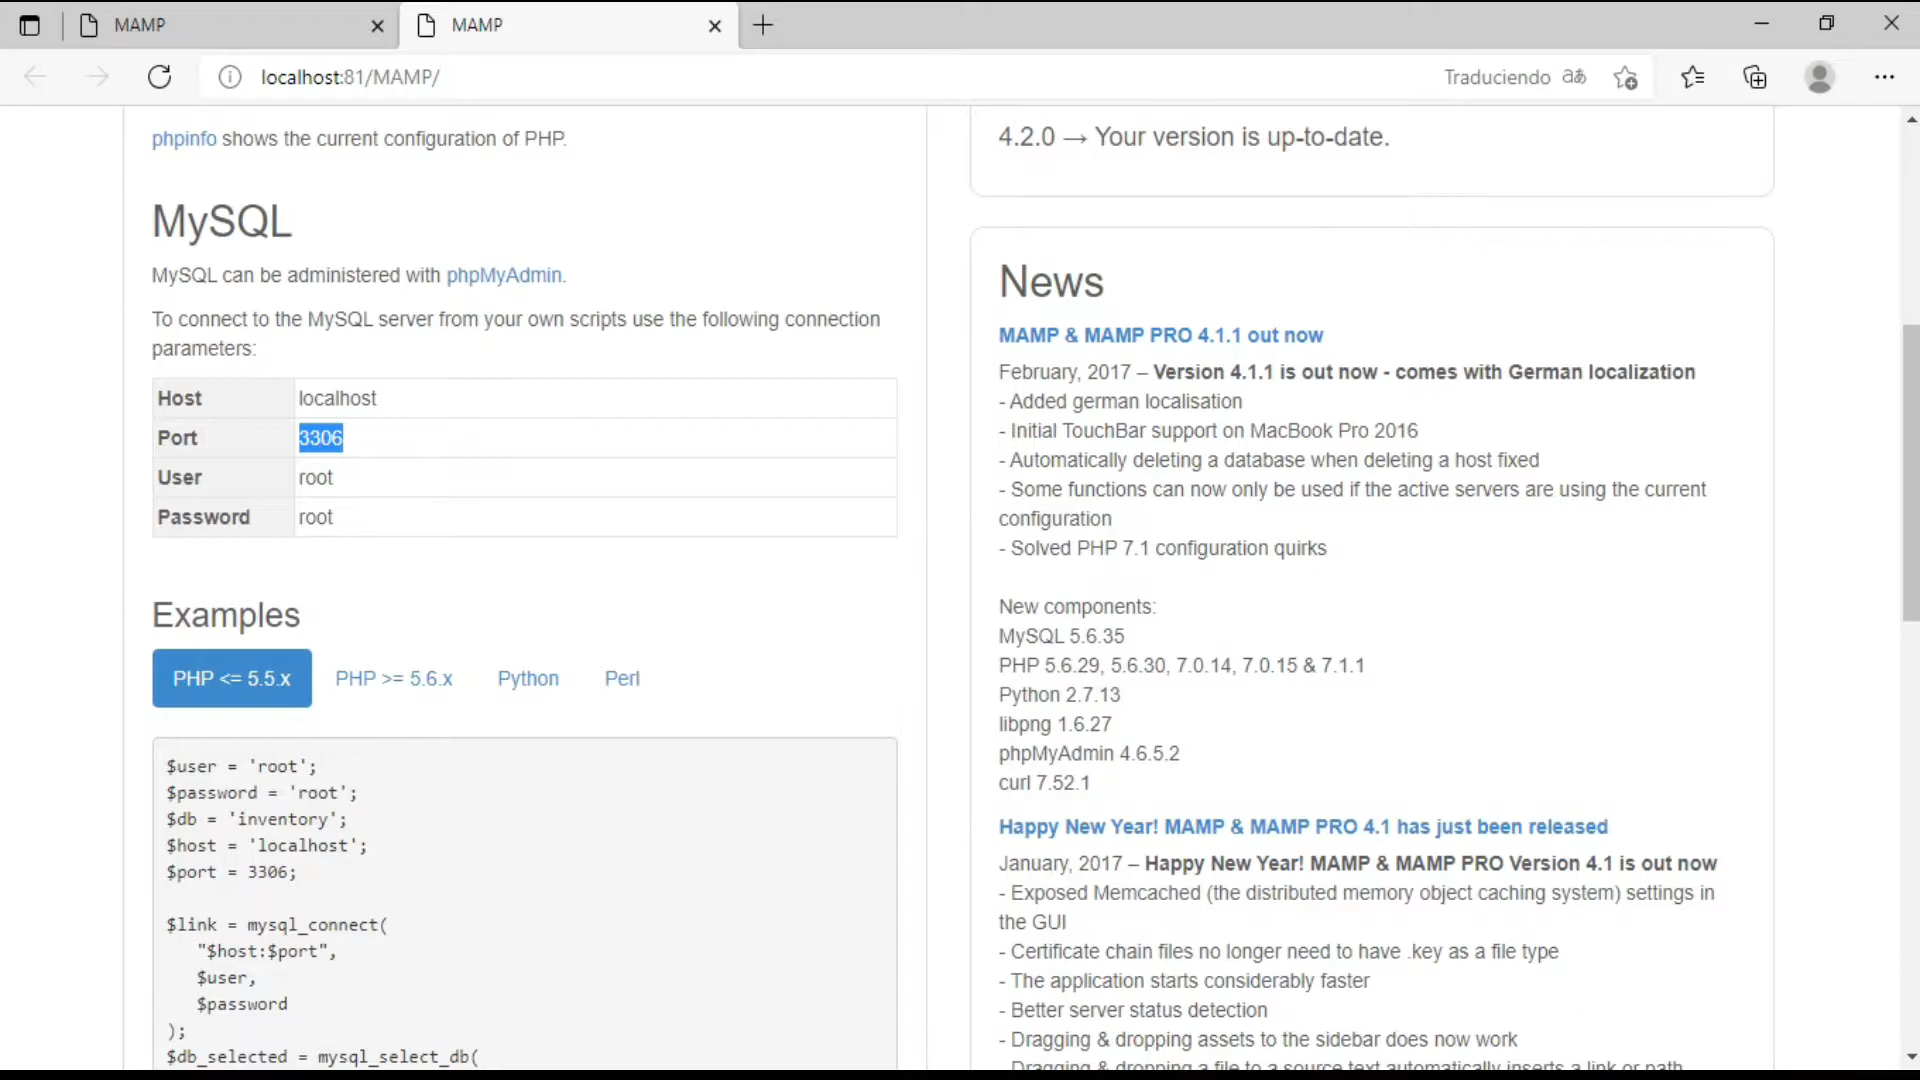 MAMP
MAMP
localhost:81/MAMP/
Traduciendo
phpinfo shows the current configuration of PHP.
MySQL
MySQL can be administered with phpMyAdmin.
To connect to the MySQL server from your own scripts use the following connection
parameters:
Host localhost
Port 3306
User root
Password root
Examples
PHP <= 5.5.x PHP >= 5.6.x Python Perl
$user = 'root';
$password = 'root';
$db = 'inventory';
$host = 'localhost';
$port = 3306;
$link = mysql_connect(
"$host:$port",
$user,
$password
);
$db_selected = mysql_select_db(
4.2.0 → Your version is up-to-date.
News
MAMP & MAMP PRO 4.1.1 out now
February, 2017 – Version 4.1.1 is out now - comes with German localization
- Added german localisation
- Initial TouchBar support on MacBook Pro 2016
- Automatically deleting a database when deleting a host fixed
- Some functions can now only be used if the active servers are using the current
configuration
- Solved PHP 7.1 configuration quirks
New components:
MySQL 5.6.35
PHP 5.6.29, 5.6.30, 7.0.14, 7.0.15 & 7.1.1
Python 2.7.13
libpng 1.6.27
phpMyAdmin 4.6.5.2
curl 7.52.1
Happy New Year! MAMP & MAMP PRO 4.1 has just been released
January, 2017 – Happy New Year! MAMP & MAMP PRO Version 4.1 is out now
- Exposed Memcached (the distributed memory object caching system) settings in
the GUI
- Certificate chain files no longer need to have .key as a file type
- The application starts considerably faster
- Better server status detection
- Dragging & dropping assets to the sidebar does now work
- Dragging & dropping a file to a source text automatically inserts a link or path